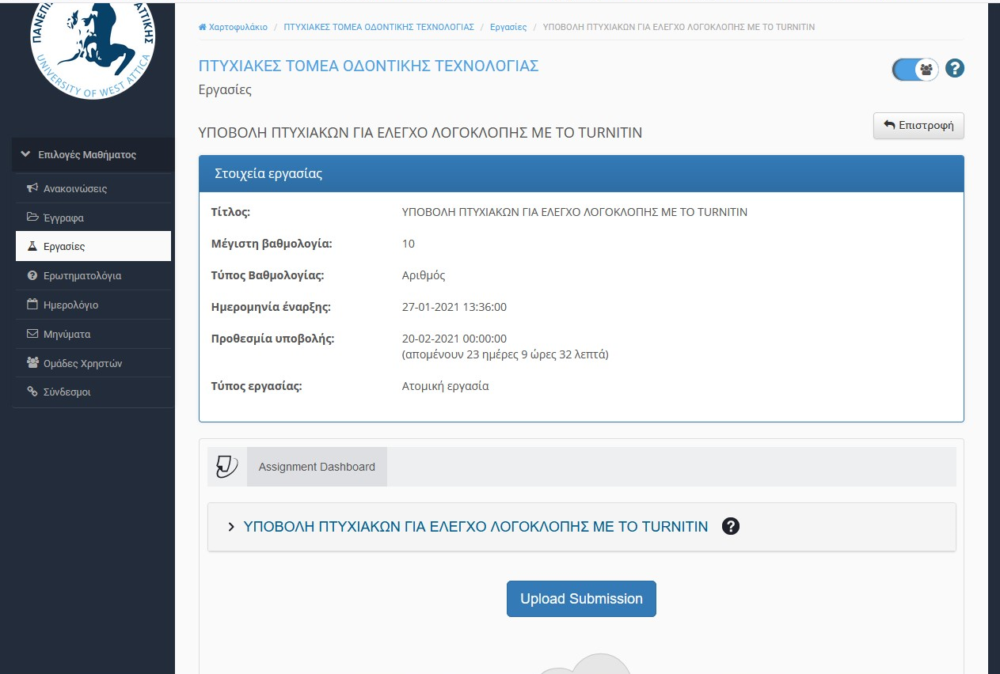 ΠΑΝΕΠΙ ΑΤΤΙΚΗΣ
UNIVERSITY OF WEST ATTICA
Επιλογές Μαθήματος
Ανακοινώσεις
Έγγραφα
Εργασίες
Ερωτηματολόγια
Ημερολόγιο
Μηνύματα
Ομάδες Χρηστών
Σύνδεσμοι
Χαρτοφυλάκιο / ΠΤΥΧΙΑΚΕΣ ΤΟΜΕΑ ΟΔΟΝΤΙΚΗΣ ΤΕΧΝΟΛΟΓΙΑΣ / Εργασίες / ΥΠΟΒΟΛΗ ΠΤΥΧΙΑΚΩΝ ΓΙΑ ΕΛΕΓΧΟ ΛΟΓΟΚΛΟΠΗΣ ΜΕ ΤΟ TURNITIN
ΠΤΥΧΙΑΚΕΣ ΤΟΜΕΑ ΟΔΟΝΤΙΚΗΣ ΤΕΧΝΟΛΟΓΙΑΣ
Εργασίες
ΥΠΟΒΟΛΗ ΠΤΥΧΙΑΚΩΝ ΓΙΑ ΕΛΕΓΧΟ ΛΟΓΟΚΛΟΠΗΣ ΜΕ ΤΟ TURNITIN
Επιστροφή
Στοιχεία εργασίας
Τίτλος: ΥΠΟΒΟΛΗ ΠΤΥΧΙΑΚΩΝ ΓΙΑ ΕΛΕΓΧΟ ΛΟΓΟΚΛΟΠΗΣ ΜΕ ΤΟ TURNITIN
Μέγιστη βαθμολογία: 10
Τύπος Βαθμολογίας: Αριθμός
Ημερομηνία έναρξης: 27-01-2021 13:36:00
Προθεσμία υποβολής: 20-02-2021 00:00:00
(απομένουν 23 ημέρες 9 ώρες 32 λεπτά)
Τύπος εργασίας: Ατομική εργασία
Assignment Dashboard
ΥΠΟΒΟΛΗ ΠΤΥΧΙΑΚΩΝ ΓΙΑ ΕΛΕΓΧΟ ΛΟΓΟΚΛΟΠΗΣ ΜΕ ΤΟ TURNITIN
Upload Submission